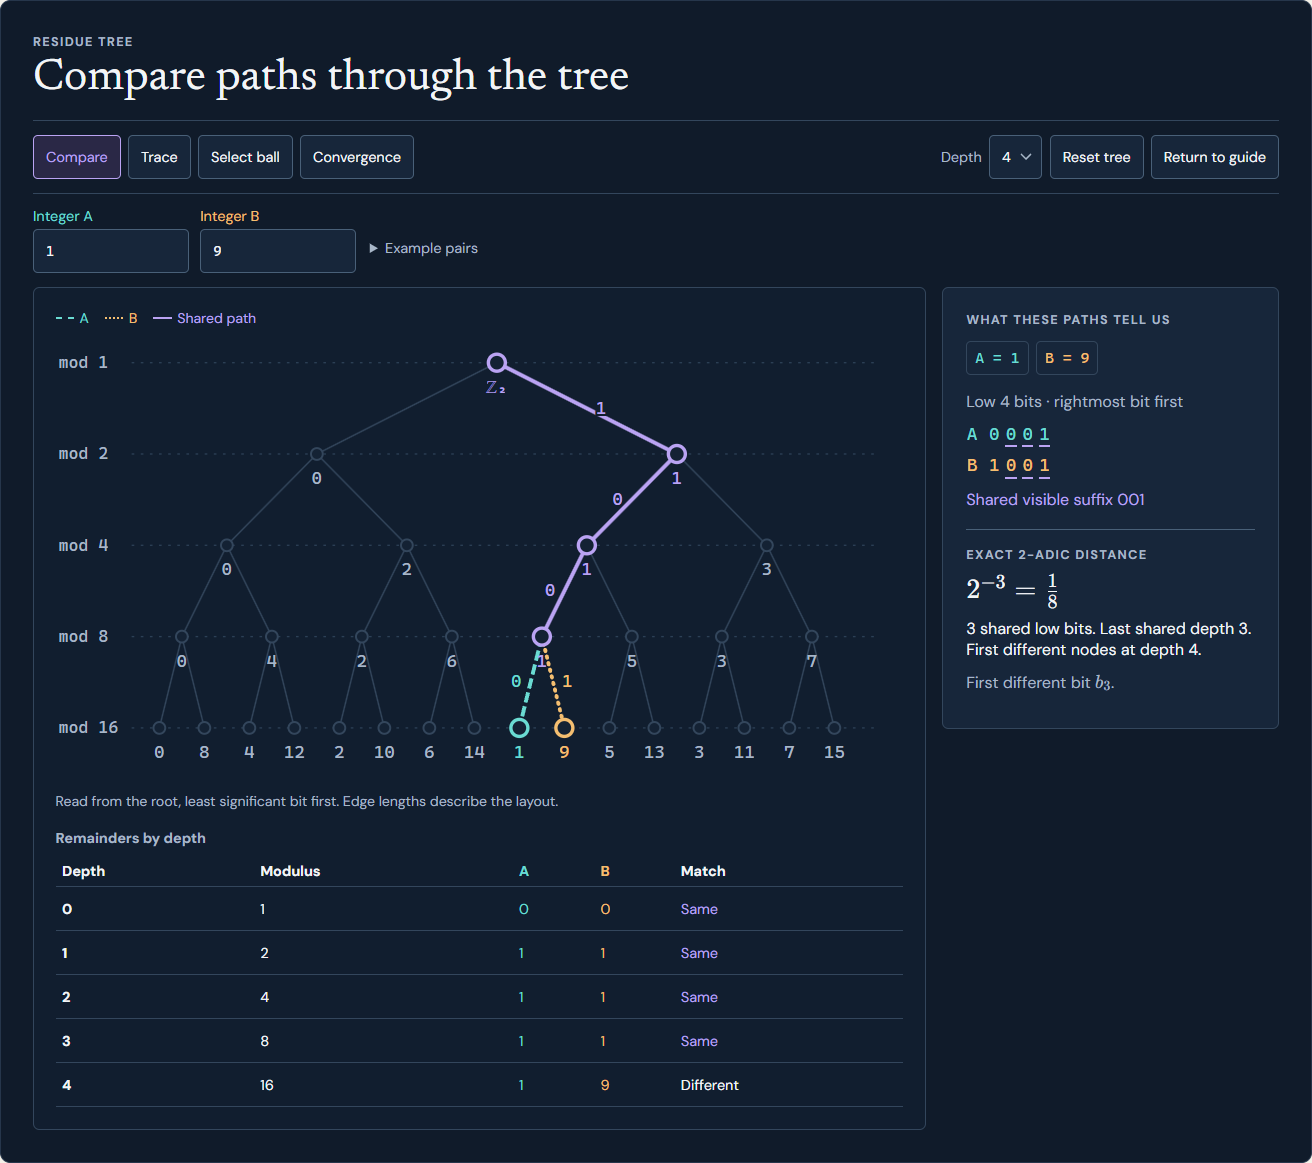 RESIDUE TREE
Compare paths through the tree
Compare Trace Select ball Convergence Depth 4 Reset tree Return to guide
Integer A Integer B
1 9 ▶ Example pairs
A B Shared path
mod 1
ℤ₂
1
mod 2
0 1
0
mod 4
0 2 1 3
0
mod 8
0 4 2 6 1 5 3 7
0 1
mod 16
0 8 4 12 2 10 6 14 1 9 5 13 3 11 7 15
Read from the root, least significant bit first. Edge lengths describe the layout.
Remainders by depth
Depth Modulus A B Match
0 1 0 0 Same
1 2 1 1 Same
2 4 1 1 Same
3 8 1 1 Same
4 16 1 9 Different
WHAT THESE PATHS TELL US
A = 1 B = 9
Low 4 bits · rightmost bit first
A 0 0 0 1
B 1 0 0 1
Shared visible suffix 001
EXACT 2-ADIC DISTANCE
2⁻³ = 1/8
3 shared low bits. Last shared depth 3.
First different nodes at depth 4.
First different bit b₃.